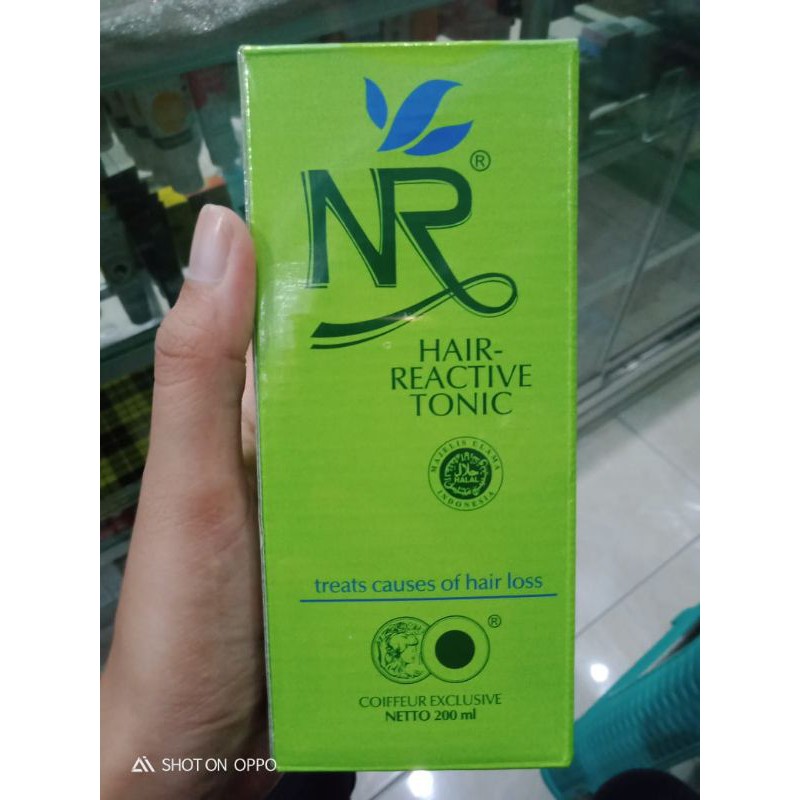 NR®
HAIR-
REACTIVE
TONIC
MAJELIS ULAMA
حلال
HALAL
INDONESIA
treats causes of hair loss
®
COIFFEUR EXCLUSIVE
NETTO 200 ml
SHOT ON OPPO